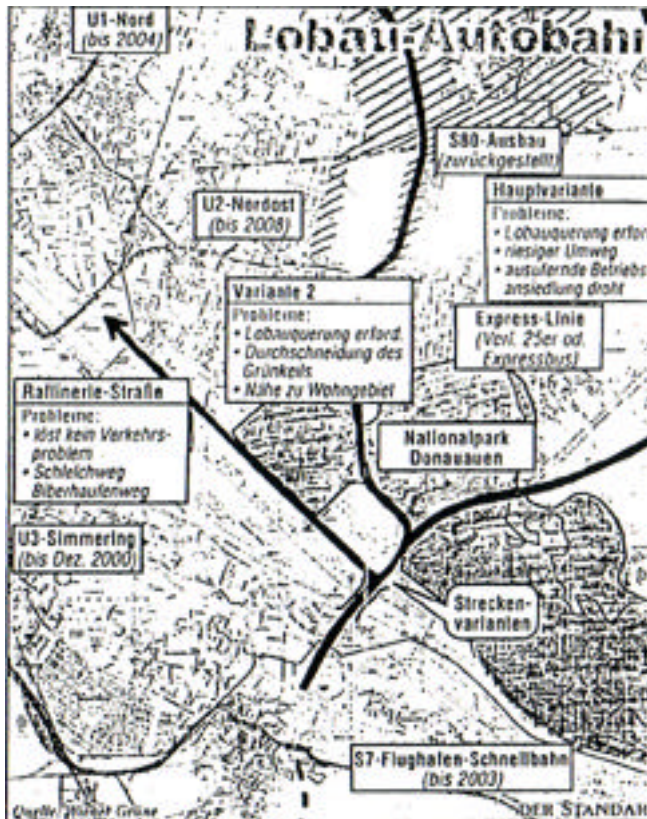 U1-Nord
(bis 2004)
Lobau-Autobahn
S80-Ausbau
(zurückgestellt)
Hauptvariante
Probleme:
• Lobauquerung erford.
• riesiger Umweg
• ausufernde Betriebs-
ansiedlung droht
U2-Nordost
(bis 2008)
Variante 2
Probleme:
• Lobauquerung erford.
• Durchschneidung des
Grünkeils
• Nähe zu Wohngebiet
Express-Linie
(Verl. 25er od.
Expressbus)
Raffinerie-Straße
Probleme:
• löst kein Verkehrs-
problem
• Schleichweg
Biberhaufenweg
Nationalpark
Donauauen
U3-Simmering
(bis Dez. 2000)
Strecken-
varianten
S7-Flughafen-Schnellbahn
(bis 2003)
Quelle: Wiener Grüne
DER STANDAR